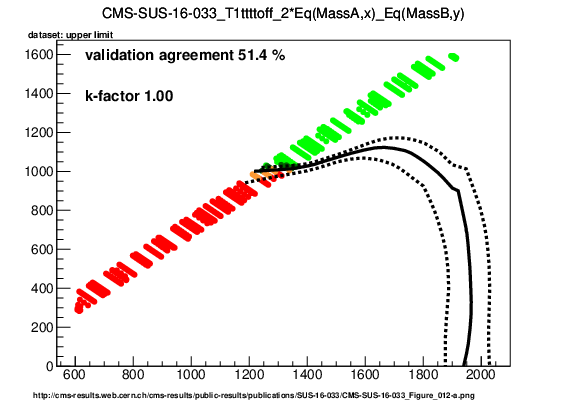 CMS-SUS-16-033_T1ttttoff_2*Eq(MassA,x)_Eq(MassB,y)
dataset: upper limit
validation agreement 51.4 %
k-factor 1.00
1600
1400
1200
1000
800
600
400
200
0
600 800 1000 1200 1400 1600 1800 2000
http://cms-results.web.cern.ch/cms-results/public-results/publications/SUS-16-033/CMS-SUS-16-033_Figure_012-a.png